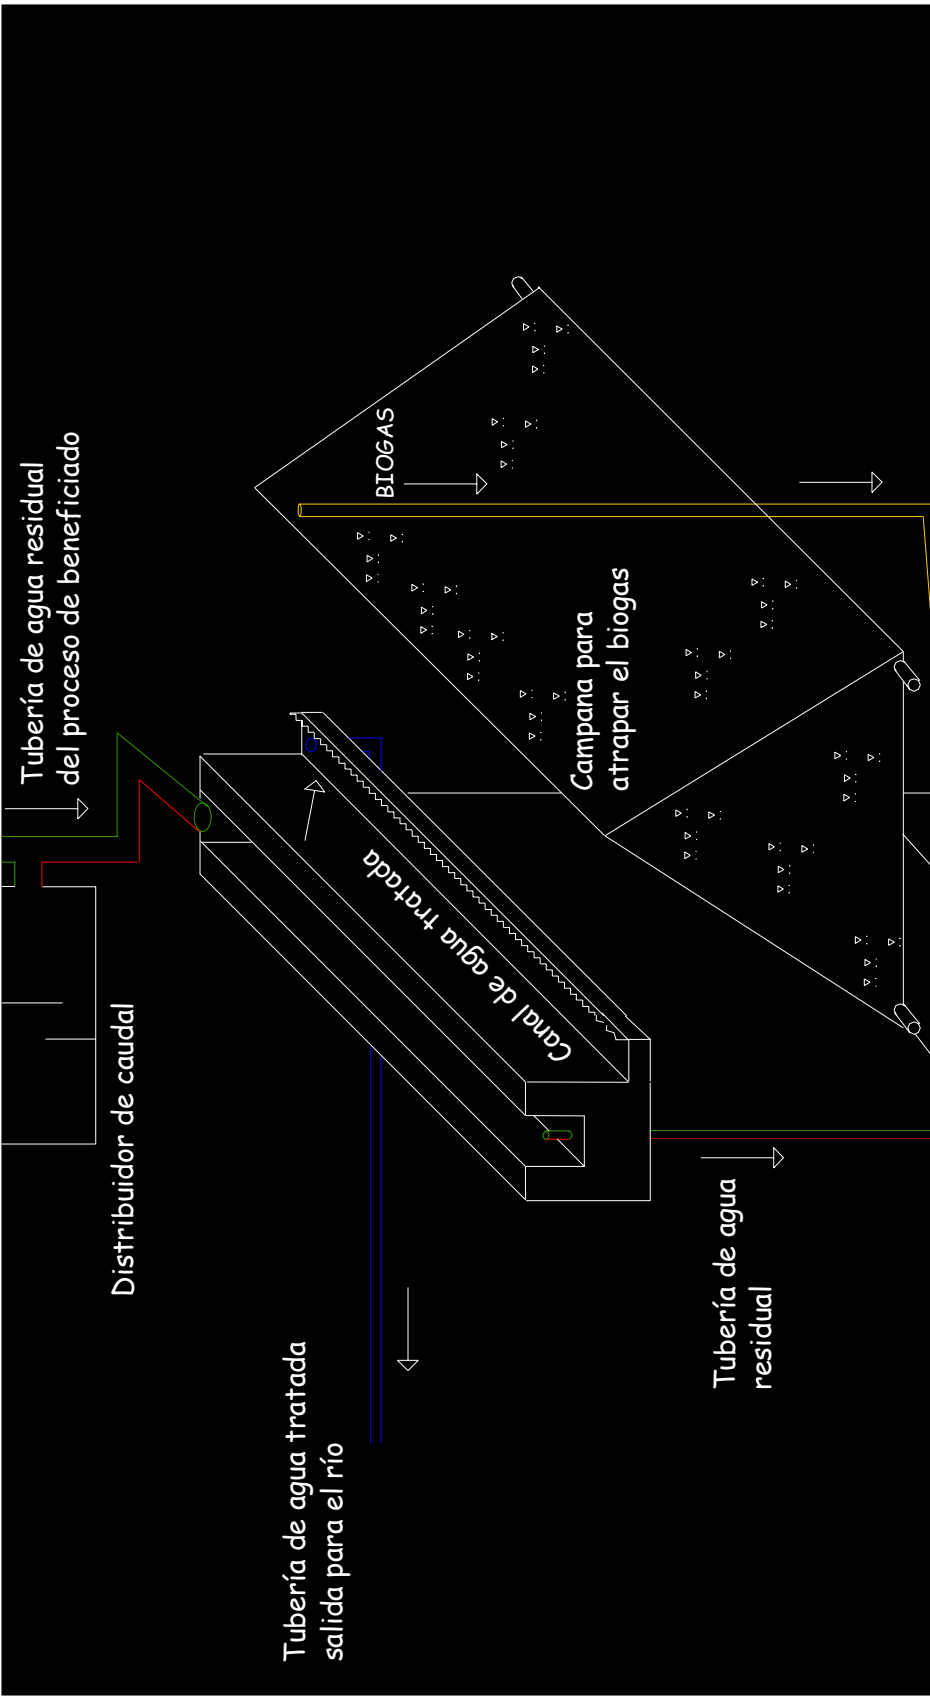 Tubería de agua residual
del proceso de beneficiado
Distribuidor de caudal
Tubería de agua tratada
salida para el río
BIOGAS
Canal de agua tratada
Campana para
atrapar el biogas
Tubería de agua
residual